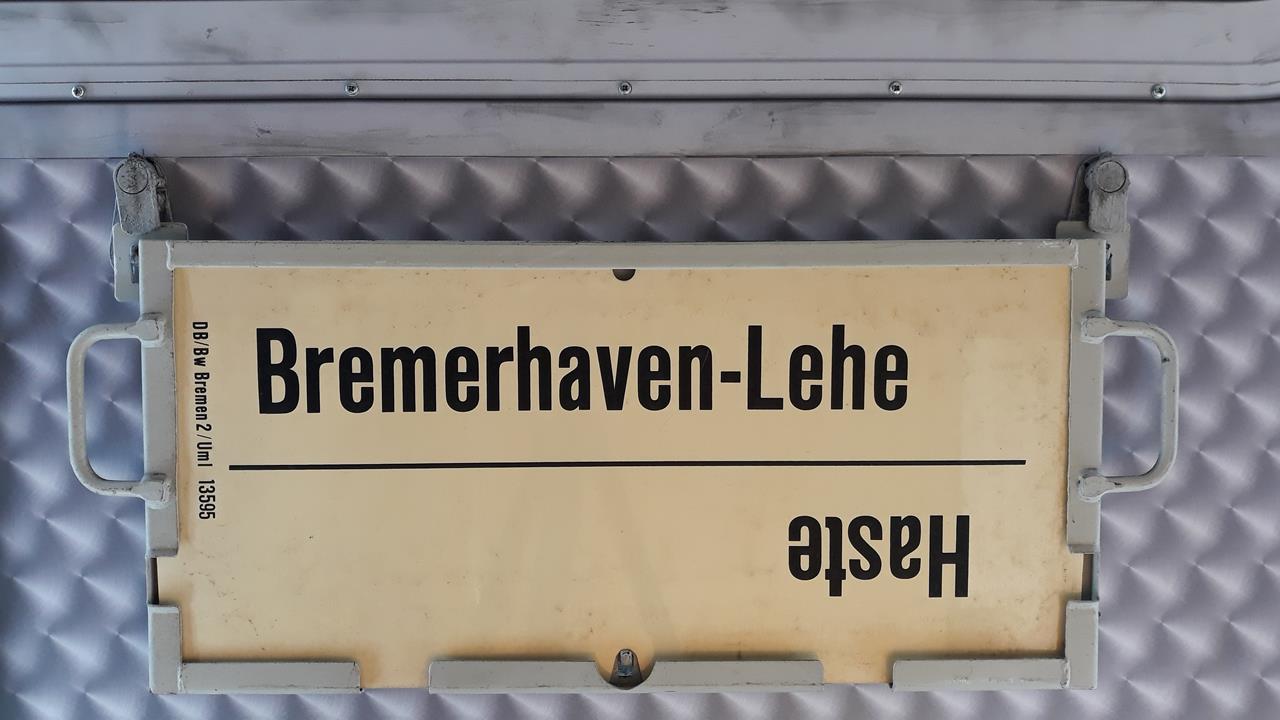 Bremerhaven-Lehe
Haste
DB/Bw Bremen 2/Uml 13595